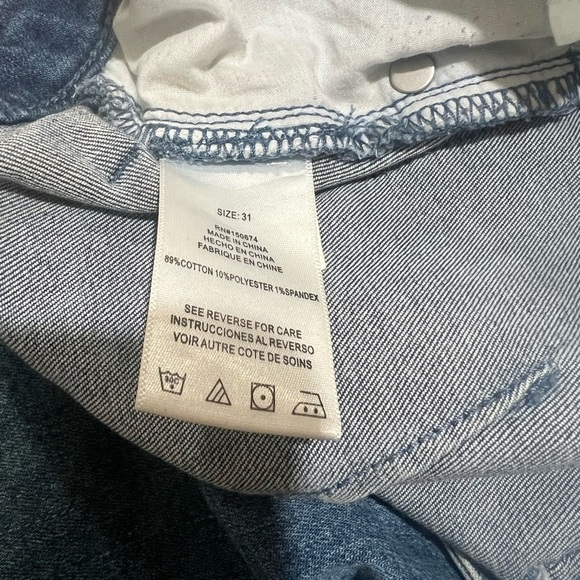 SIZE: 31
RN#150674
MADE IN CHINA
HECHO EN CHINA
FABRIQUE EN CHINE
89%COTTON 10%POLYESTER 1%SPANDEX
SEE REVERSE FOR CARE
INSTRUCCIONES AL REVERSO
VOIR AUTRE COTE DE SOINS